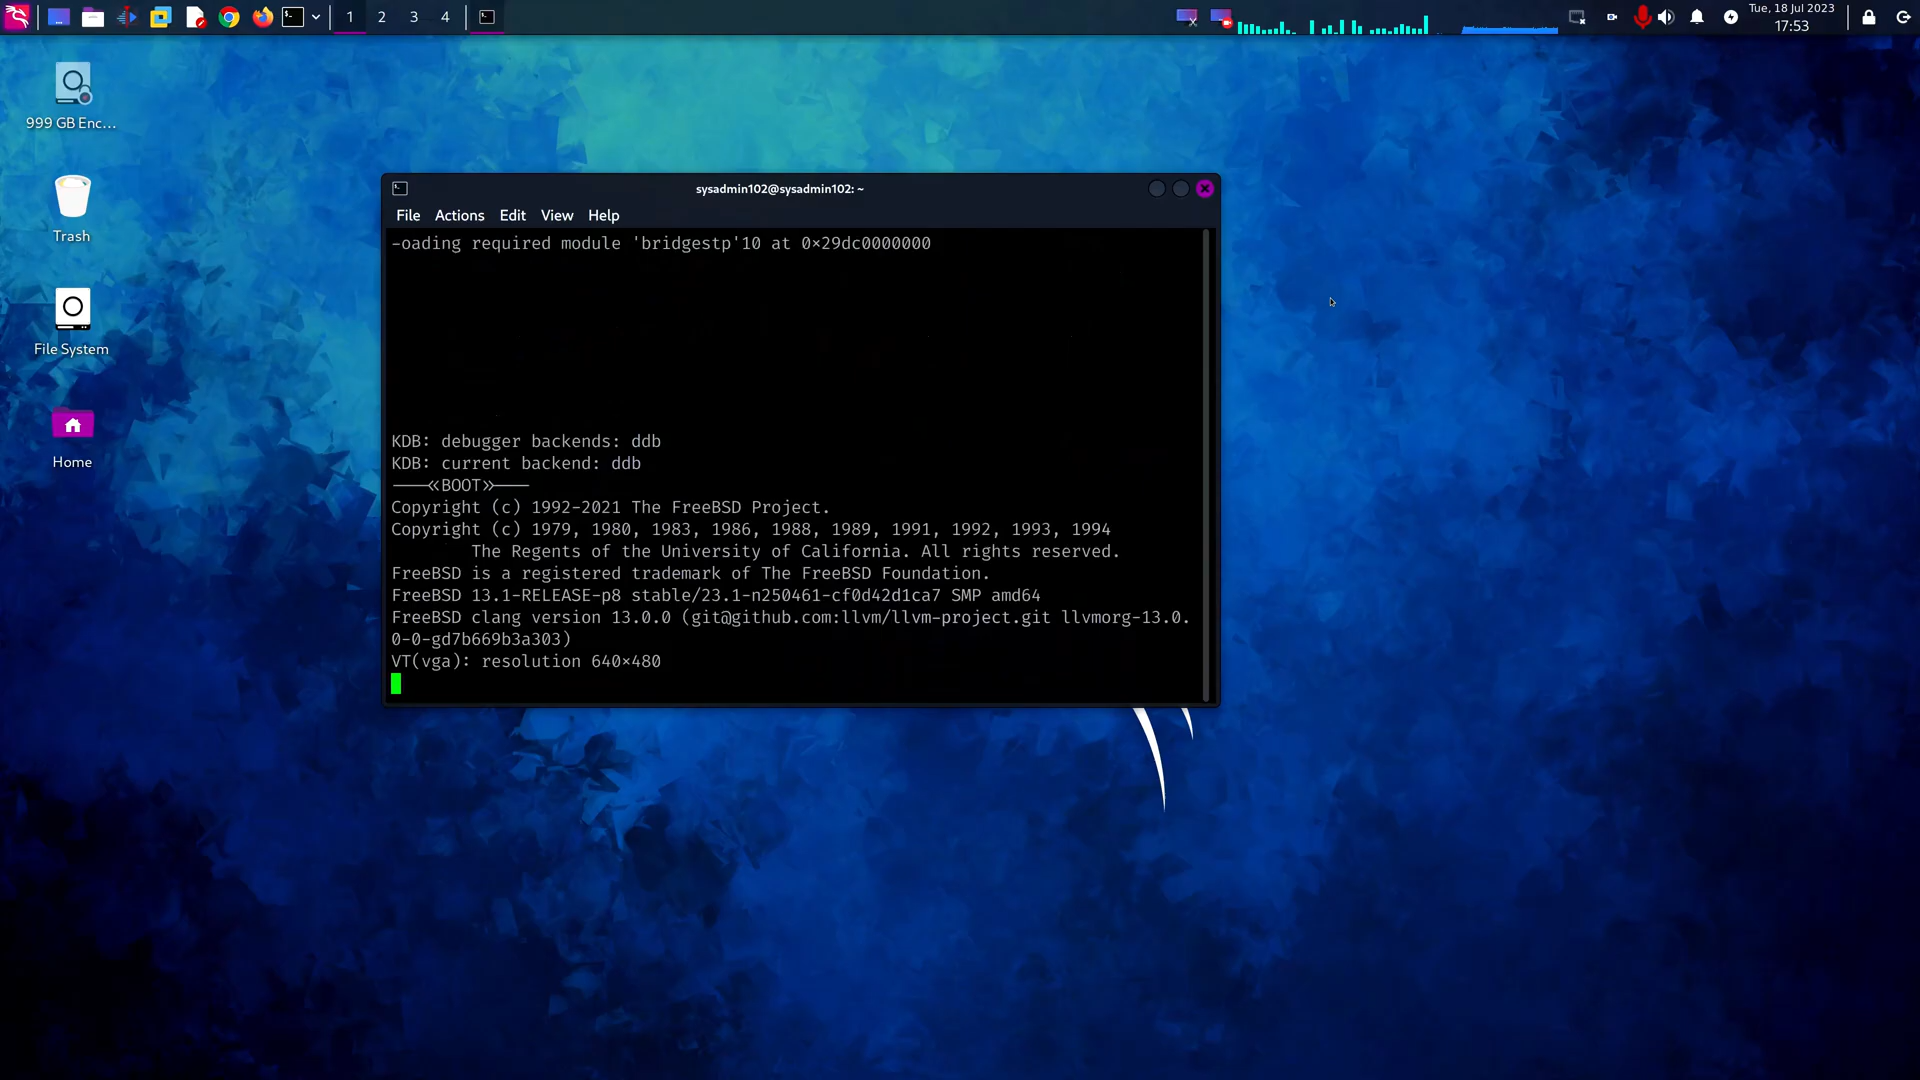 1 2 3 4
Tue, 18 Jul 2023
17:53
999 GB Enc...
Trash
File System
Home
sysadmin102@sysadmin102: ~
File Actions Edit View Help
-oading required module 'bridgestp'10 at 0×29dc0000000
KDB: debugger backends: ddb
KDB: current backend: ddb
——«BOOT»——
Copyright (c) 1992-2021 The FreeBSD Project.
Copyright (c) 1979, 1980, 1983, 1986, 1988, 1989, 1991, 1992, 1993, 1994
The Regents of the University of California. All rights reserved.
FreeBSD is a registered trademark of The FreeBSD Foundation.
FreeBSD 13.1-RELEASE-p8 stable/23.1-n250461-cf0d42d1ca7 SMP amd64
FreeBSD clang version 13.0.0 (git@github.com:llvm/llvm-project.git llvmorg-13.0.
0-0-gd7b669b3a303)
VT(vga): resolution 640×480